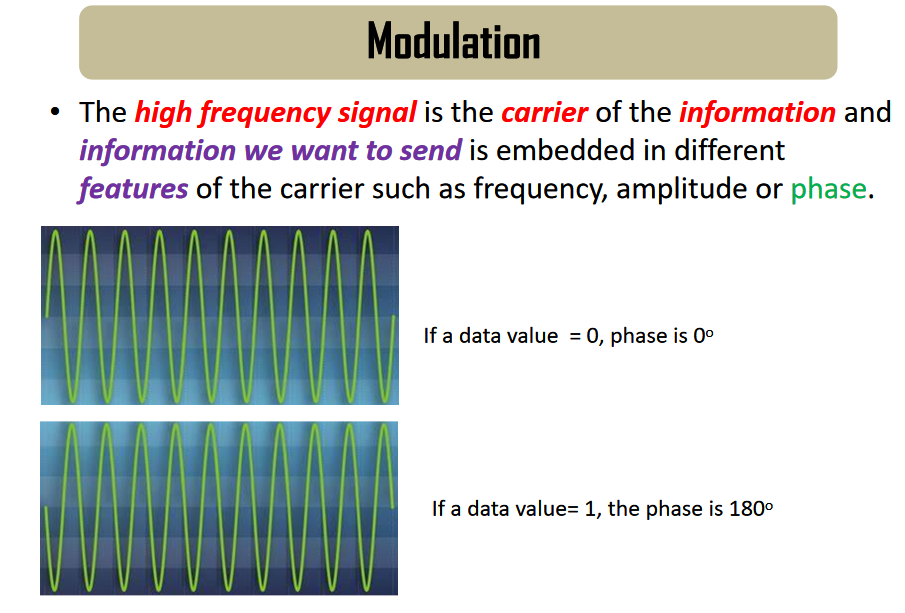 Modulation
• The high frequency signal is the carrier of the information and
information we want to send is embedded in different
features of the carrier such as frequency, amplitude or phase.
If a data value = 0, phase is 0º
If a data value= 1, the phase is 180º